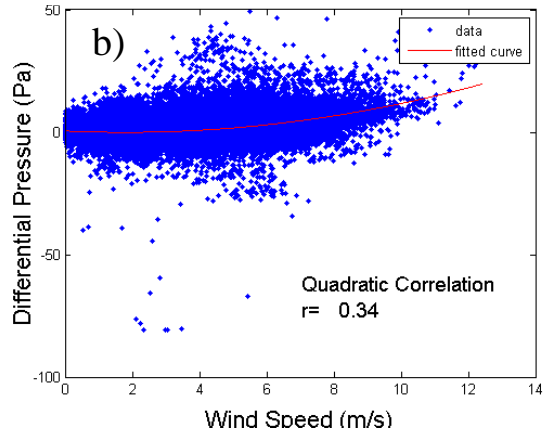 b)
data
fitted curve
50
0
-50
-100
Differential Pressure (Pa)
Quadratic Correlation
r= 0.34
0 2 4 6 8 10 12 14
Wind Speed (m/s)